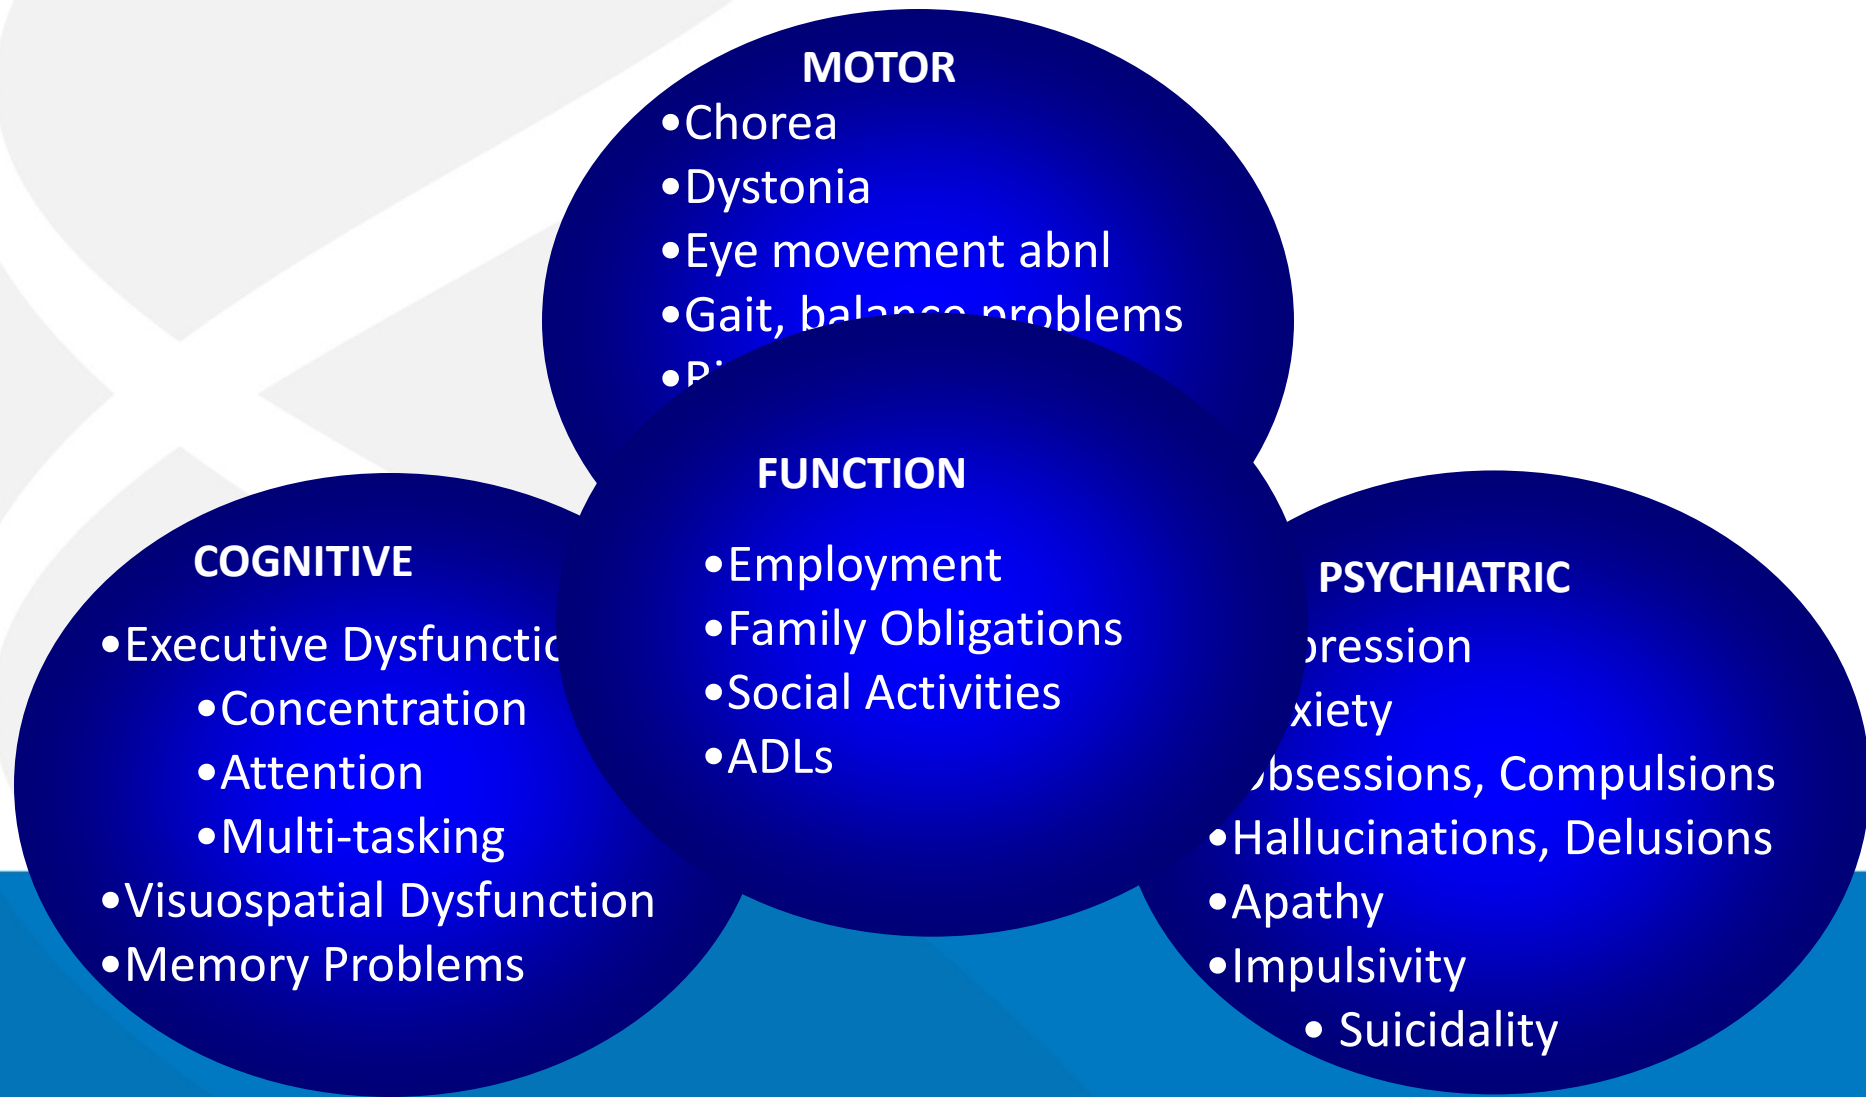 MOTOR
•Chorea
•Dystonia
•Eye movement abnl
•Gait, balance problems
FUNCTION
•Employment
•Family Obligations
•Social Activities
•ADLs
COGNITIVE
•Executive
•Concentration
•Attention
•Multi-tasking
•Visuospatial Dysfunction
•Memory Problems
PSYCHIATRIC
Obsessions, Compulsions
•Hallucinations, Delusions
•Apathy
•Impulsivity
• Suicidality